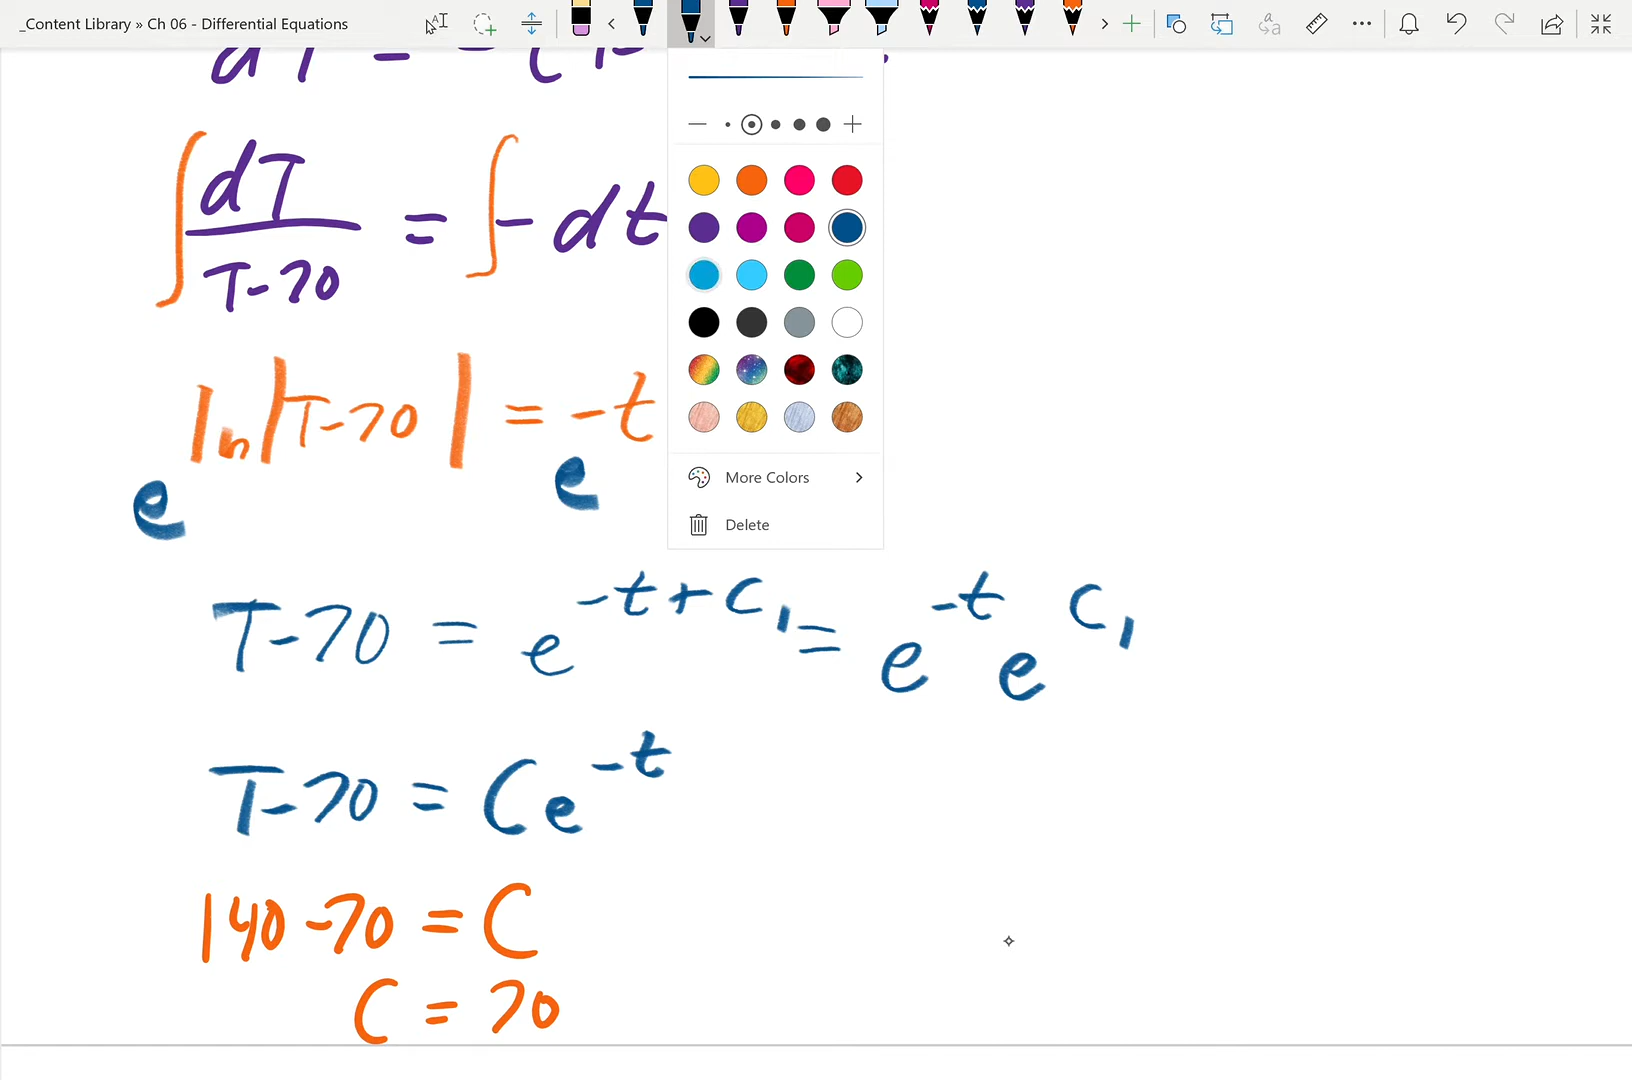 _Content Library » Ch 06 - Differential Equations
∫ dT/(T-70) = ∫ - dt
ln|T-70| = -t
e e
More Colors
Delete
T-70 = e^(-t+C₁) = e^(-t) e^(C₁)
T-70 = Ce^(-t)
140-70 = C
C = 70